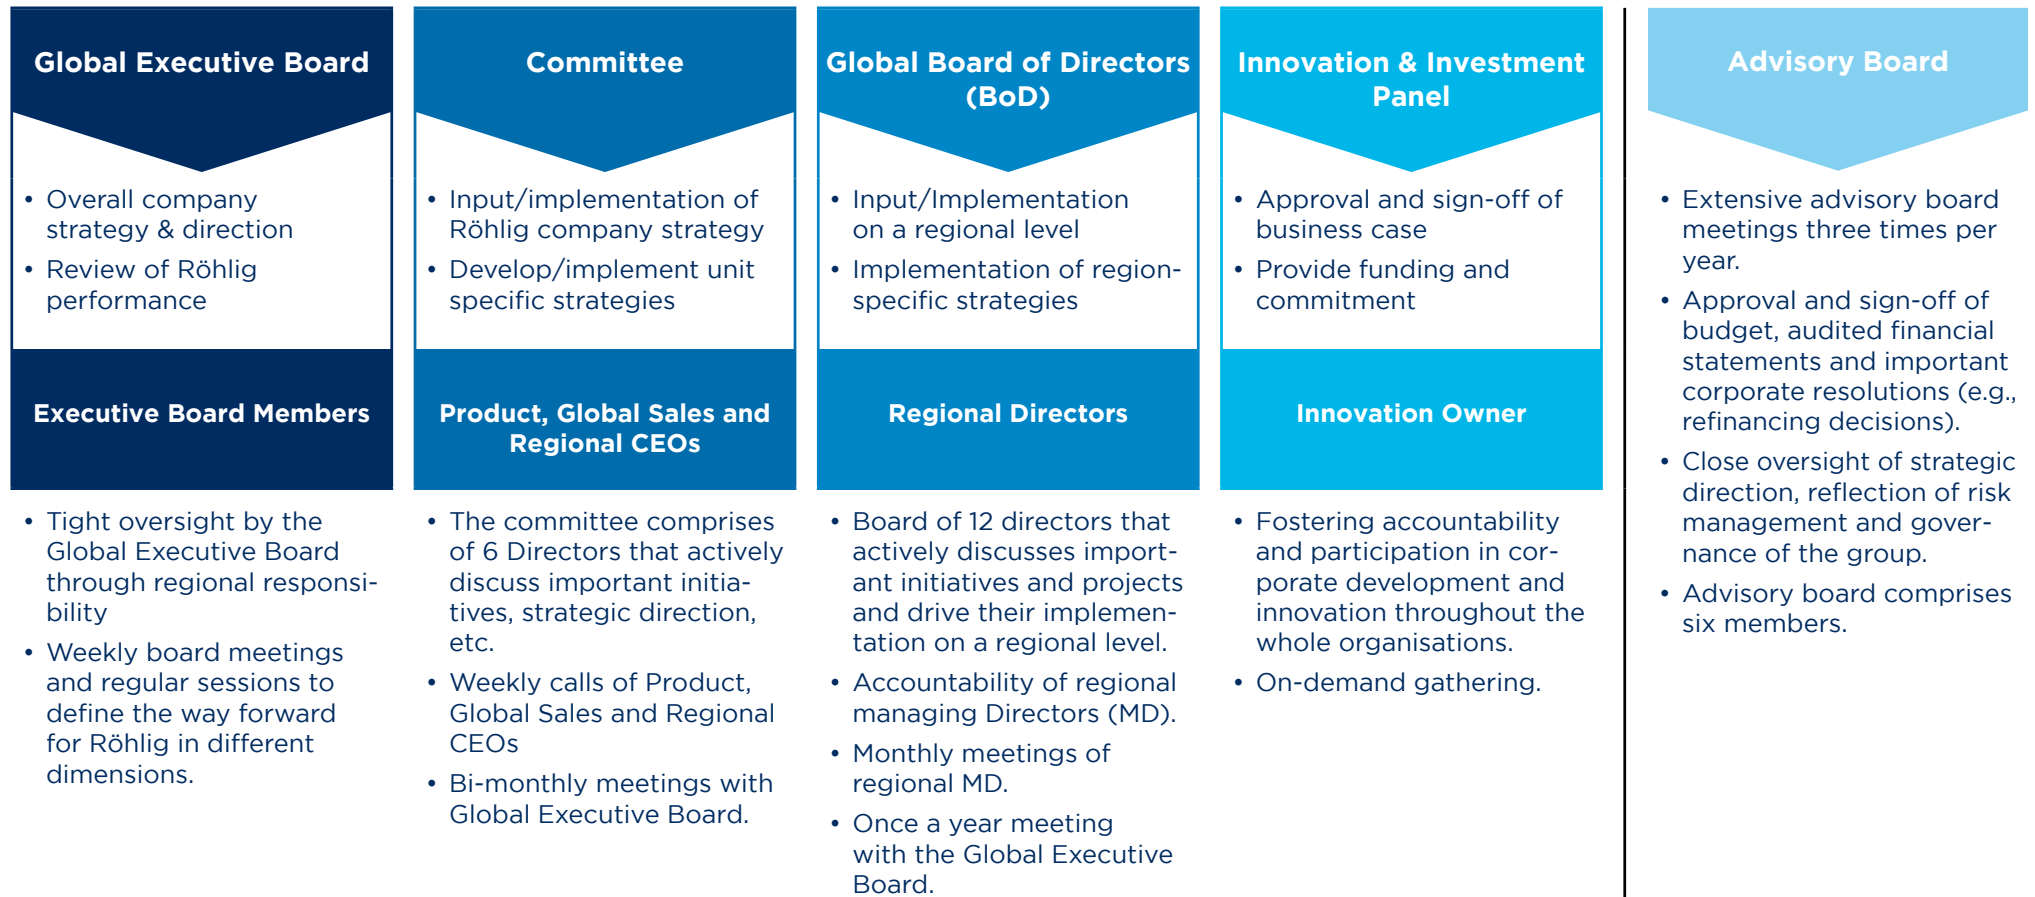 Global Executive Board
• Overall company
strategy & direction
• Review of Röhlig
performance
Executive Board Members
• Tight oversight by the
Global Executive Board
through regional responsi-
bility
• Weekly board meetings
and regular sessions to
define the way forward
for Röhlig in different
dimensions.
Committee
• Input/implementation of
Röhlig company strategy
• Develop/implement unit
specific strategies
Product, Global Sales and
Regional CEOs
• The committee comprises
of 6 Directors that actively
discuss important initia-
tives, strategic direction,
etc.
• Weekly calls of Product,
Global Sales and Regional
CEOs
• Bi-monthly meetings with
Global Executive Board.
Global Board of Directors
(BoD)
• Input/Implementation
on a regional level
• Implementation of region-
specific strategies
Regional Directors
• Board of 12 directors that
actively discusses import-
ant initiatives and projects
and drive their implemen-
tation on a regional level.
• Accountability of regional
managing Directors (MD).
• Monthly meetings of
regional MD.
• Once a year meeting
with the Global Executive
Board.
Innovation & Investment
Panel
• Approval and sign-off of
business case
• Provide funding and
commitment
Innovation Owner
• Fostering accountability
and participation in cor-
porate development and
innovation throughout the
whole organisations.
• On-demand gathering.
Advisory Board
• Extensive advisory board
meetings three times per
year.
• Approval and sign-off of
budget, audited financial
statements and important
corporate resolutions (e.g.,
refinancing decisions).
• Close oversight of strategic
direction, reflection of risk
management and gover-
nance of the group.
• Advisory board comprises
six members.